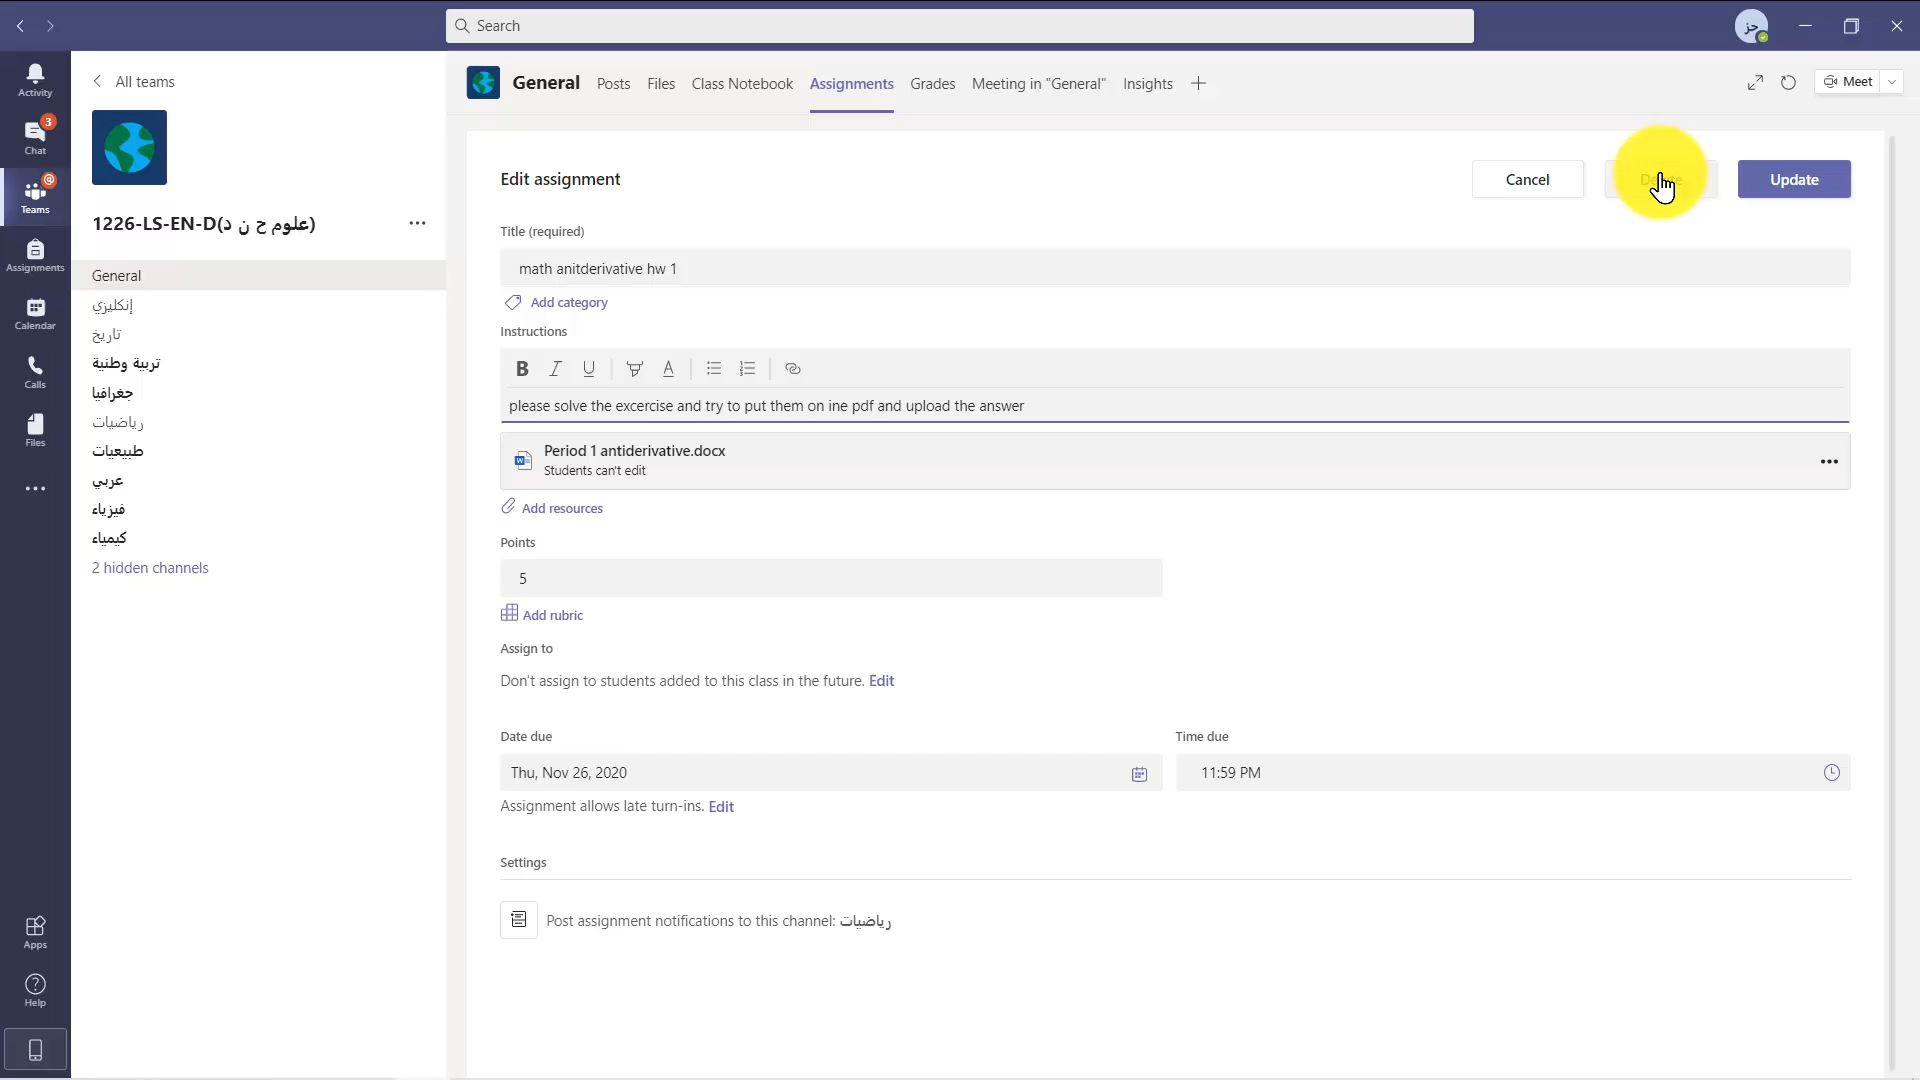 Search
جز
Activity
3
Chat
@
Teams
Assignments
Calendar
Calls
Files
Apps
Help
All teams
1226-LS-EN-D(علوم ح ن د)
General
إنكليزي
تاريخ
تربية وطنية
جغرافيا
رياضيات
طبيعيات
عربي
فيزياء
كيمياء
2 hidden channels
General Posts Files Class Notebook Assignments Grades Meeting in "General" Insights
Meet
Edit assignment
Cancel
Delete
Update
Title (required)
math anitderivative hw 1
Add category
Instructions
B I U A
please solve the excercise and try to put them on ine pdf and upload the answer
Period 1 antiderivative.docx
Students can't edit
Add resources
Points
5
Add rubric
Assign to
Don't assign to students added to this class in the future. Edit
Date due
Thu, Nov 26, 2020
Time due
11:59 PM
Assignment allows late turn-ins. Edit
Settings
Post assignment notifications to this channel: رياضيات